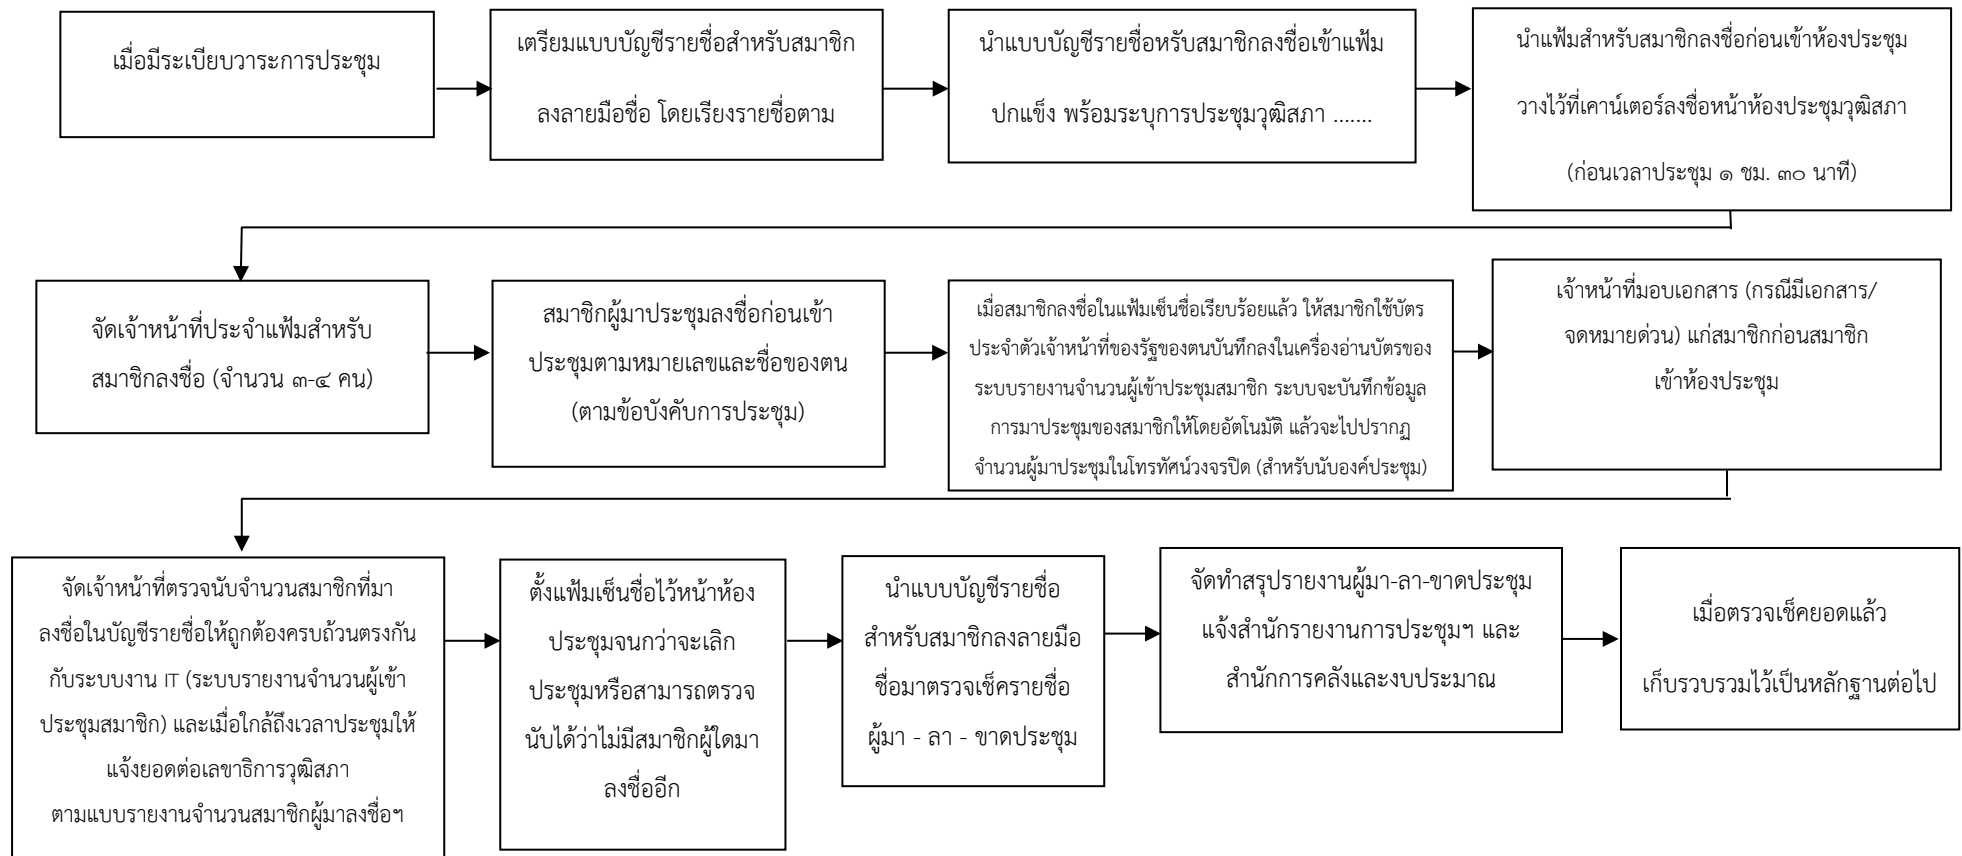 เมื่อมีระเบียบวาระการประชุม
เตรียมแบบบัญชีรายชื่อสำหรับสมาชิก
ลงลายมือชื่อ โดยเรียงรายชื่อตาม
นำแบบบัญชีรายชื่อหรับสมาชิกลงชื่อเข้าแฟ้ม
ปกแข็ง พร้อมระบุการประชุมวุฒิสภา .......
นำแฟ้มสำหรับสมาชิกลงชื่อก่อนเข้าห้องประชุม
วางไว้ที่เคาน์เตอร์ลงชื่อหน้าห้องประชุมวุฒิสภา
(ก่อนเวลาประชุม ๑ ชม. ๓๐ นาที)
จัดเจ้าหน้าที่ประจำแฟ้มสำหรับ
สมาชิกลงชื่อ (จำนวน ๓-๔ คน)
สมาชิกผู้มาประชุมลงชื่อก่อนเข้า
ประชุมตามหมายเลขและชื่อของตน
(ตามข้อบังคับการประชุม)
เมื่อสมาชิกลงชื่อในแฟ้มเซ็นชื่อเรียบร้อยแล้ว ให้สมาชิกใช้บัตร
ประจำตัวเจ้าหน้าที่ของรัฐของตนบันทึกลงในเครื่องอ่านบัตรของ
ระบบรายงานจำนวนผู้เข้าประชุมสมาชิก ระบบจะบันทึกข้อมูล
การมาประชุมของสมาชิกให้โดยอัตโนมัติ แล้วจะไปปรากฏ
จำนวนผู้มาประชุมในโทรทัศน์วงจรปิด (สำหรับนับองค์ประชุม)
เจ้าหน้าที่มอบเอกสาร (กรณีมีเอกสาร/
จดหมายด่วน) แก่สมาชิกก่อนสมาชิก
เข้าห้องประชุม
จัดเจ้าหน้าที่ตรวจนับจำนวนสมาชิกที่มา
ลงชื่อในบัญชีรายชื่อให้ถูกต้องครบถ้วนตรงกัน
กับระบบงาน IT (ระบบรายงานจำนวนผู้เข้า
ประชุมสมาชิก) และเมื่อใกล้ถึงเวลาประชุมให้
แจ้งยอดต่อเลขาธิการวุฒิสภา
ตามแบบรายงานจำนวนสมาชิกผู้มาลงชื่อฯ
ตั้งแฟ้มเซ็นชื่อไว้หน้าห้อง
ประชุมจนกว่าจะเลิก
ประชุมหรือสามารถตรวจ
นับได้ว่าไม่มีสมาชิกผู้ใดมา
ลงชื่ออีก
นำแบบบัญชีรายชื่อ
สำหรับสมาชิกลงลายมือ
ชื่อมาตรวจเช็ครายชื่อ
ผู้มา - ลา - ขาดประชุม
จัดทำสรุปรายงานผู้มา-ลา-ขาดประชุม
แจ้งสำนักรายงานการประชุมฯ และ
สำนักการคลังและงบประมาณ
เมื่อตรวจเช็คยอดแล้ว
เก็บรวบรวมไว้เป็นหลักฐานต่อไป